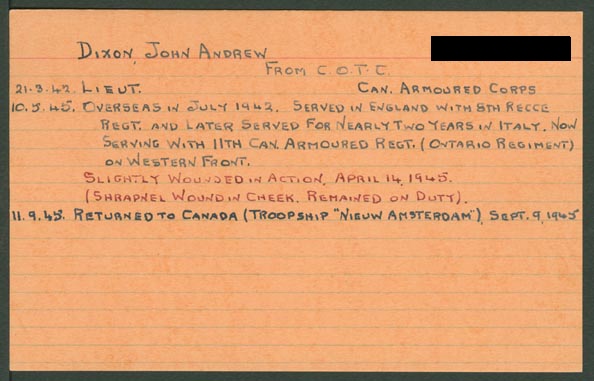 DIXON, JOHN ANDREW
FROM C.O.T.C.
21.3.42. LIEUT. CAN. ARMOURED CORPS
10.5.45. OVERSEAS IN JULY 1942. SERVED IN ENGLAND WITH 8TH RECCE
REGT. AND LATER SERVED FOR NEARLY TWO YEARS IN ITALY. NOW
SERVING WITH 11TH CAN. ARMOURED REGT. (ONTARIO REGIMENT)
ON WESTERN FRONT.
SLIGHTLY WOUNDED IN ACTION, APRIL 14, 1945.
(SHRAPNEL WOUND IN CHEEK. REMAINED ON DUTY).
11.9.45. RETURNED TO CANADA (TROOPSHIP "NIEUW AMSTERDAM"), SEPT. 9, 1945